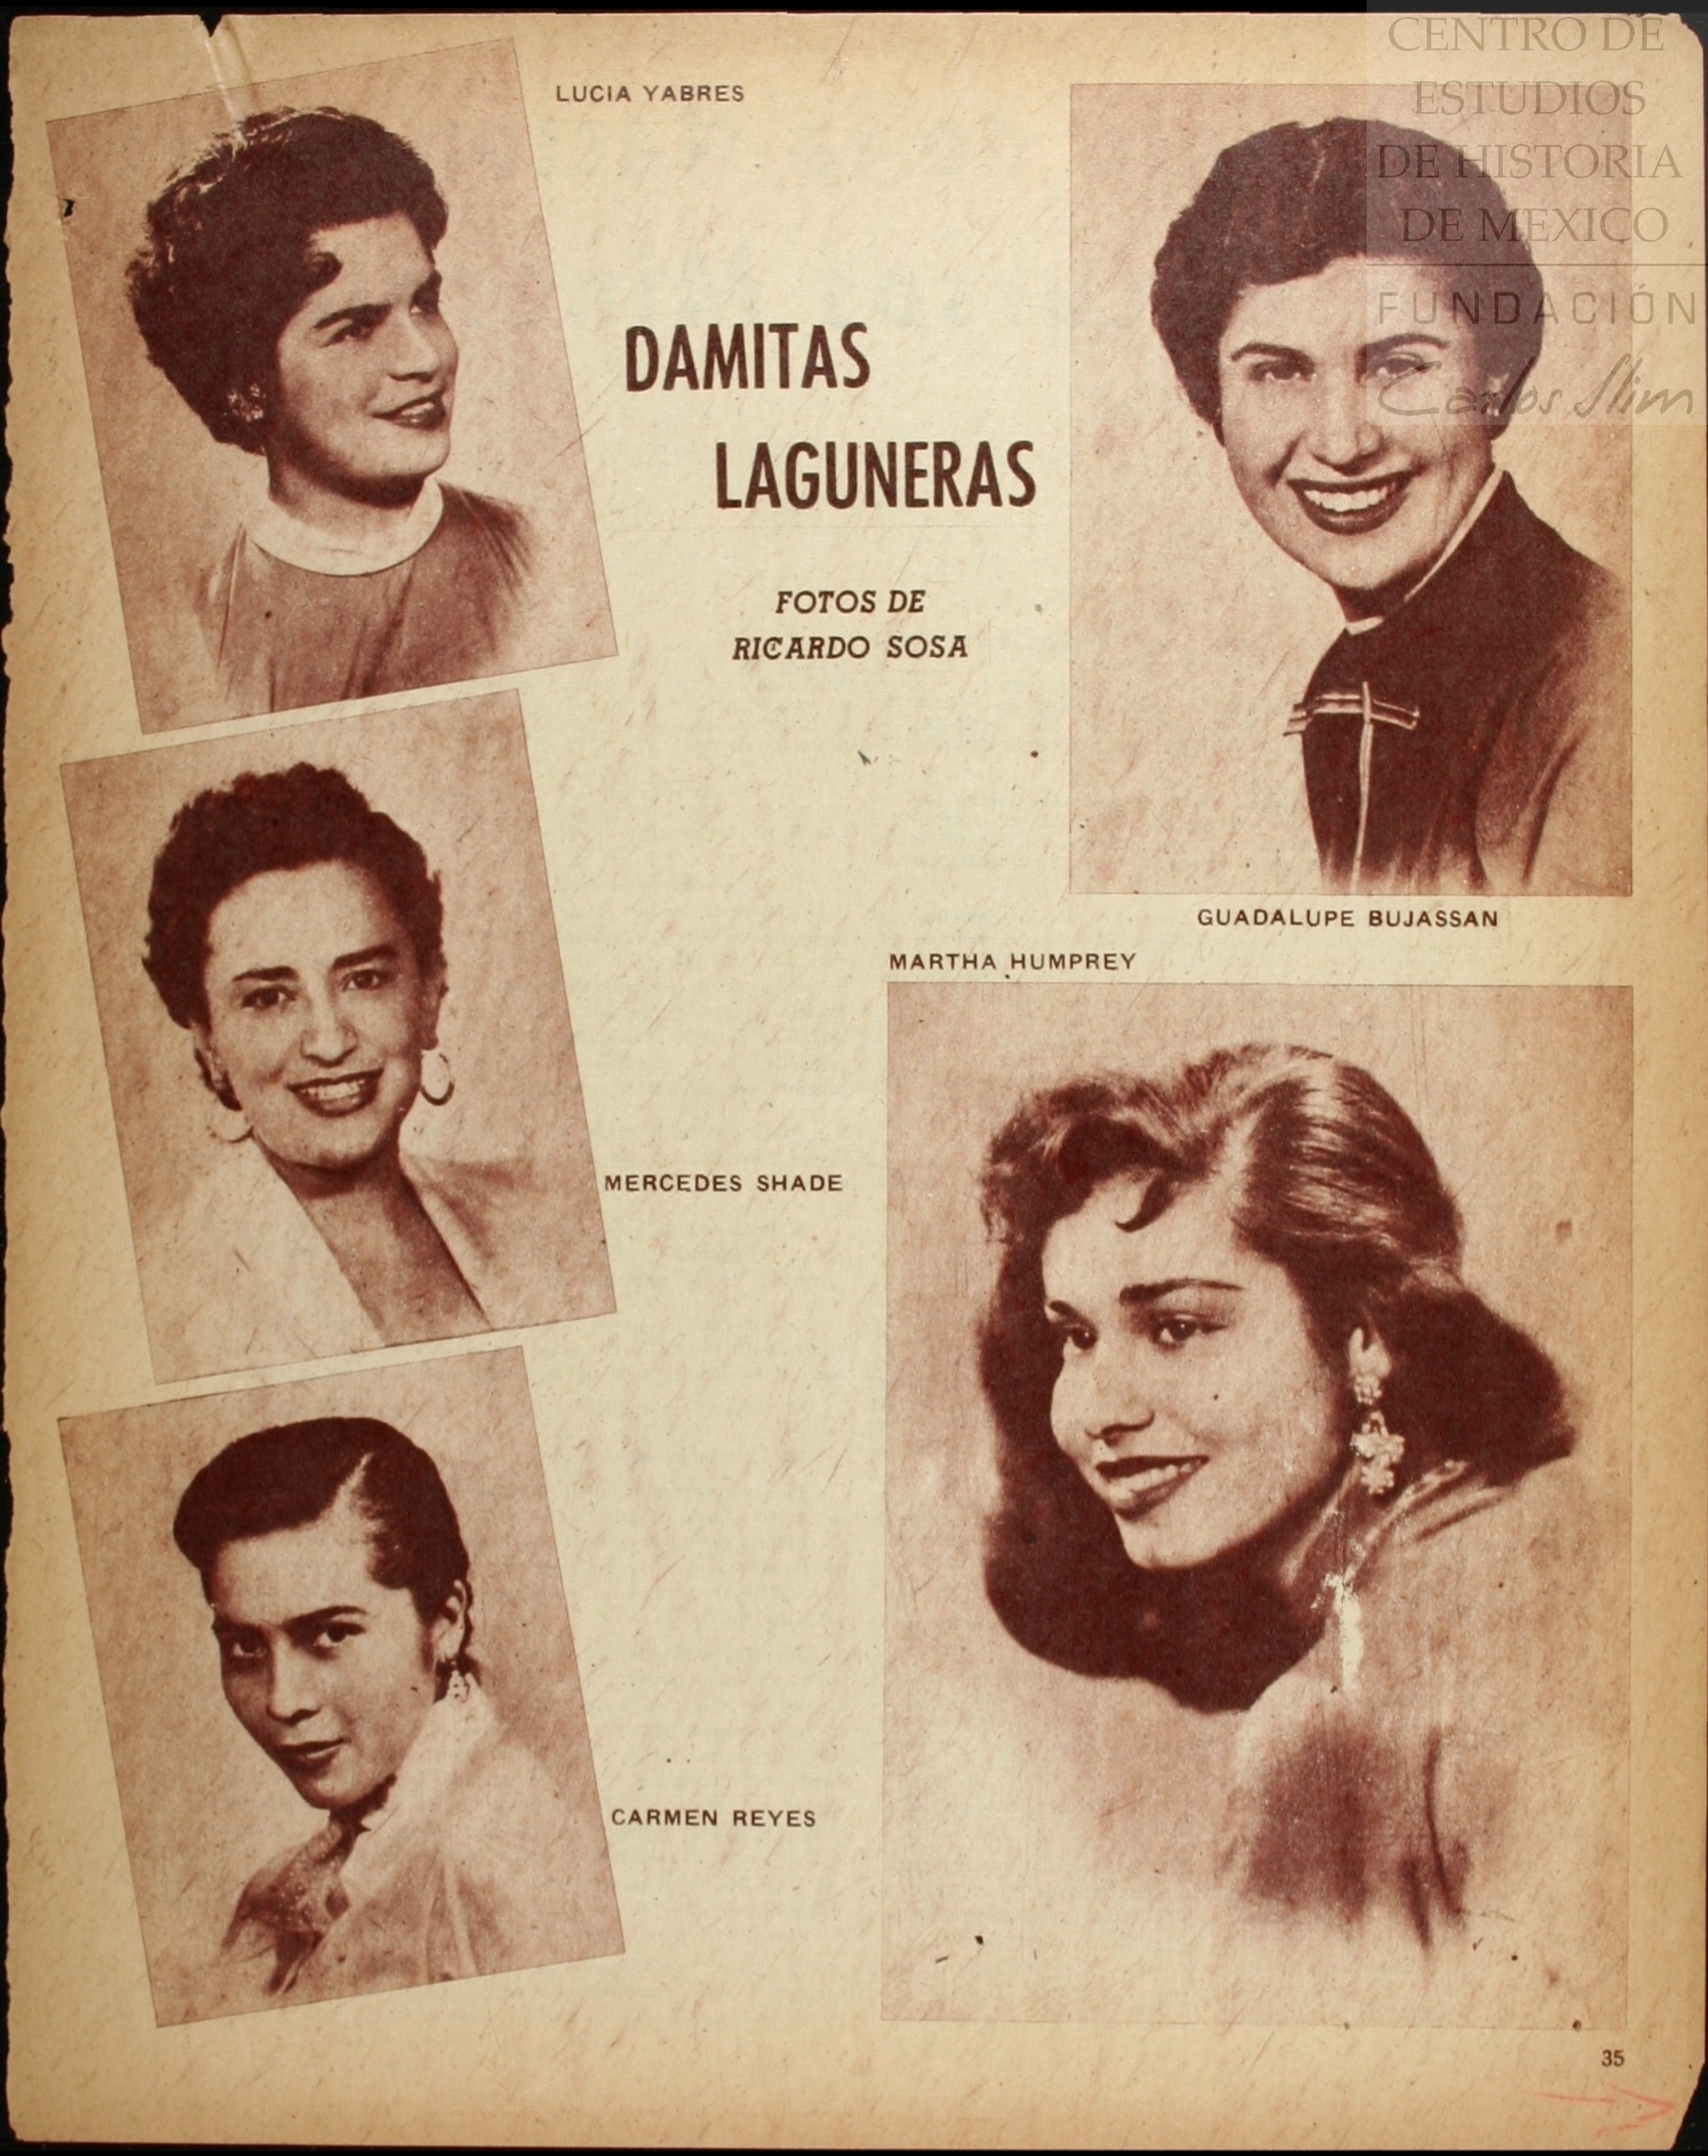 LUCIA YABRES
CENTRO DE
ESTUDIOS
DE HISTORIA
DE MEXICO
FUNDACIÓN
Carlos Slim
DAMITAS
LAGUNERAS
FOTOS DE
RICARDO SOSA
GUADALUPE BUJASSAN
MARTHA HUMPREY
MERCEDES SHADE
CARMEN REYES
35